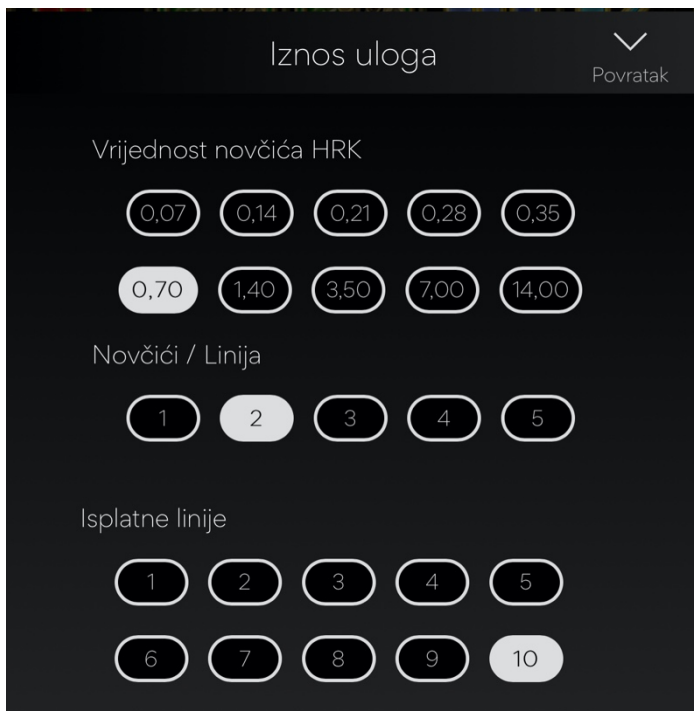 Iznos uloga
Povratak
Vrijednost novčića HRK
0,07 0,14 0,21 0,28 0,35
0,70 1,40 3,50 7,00 14,00
Novčići / Linija
1 2 3 4 5
Isplatne linije
1 2 3 4 5
6 7 8 9 10